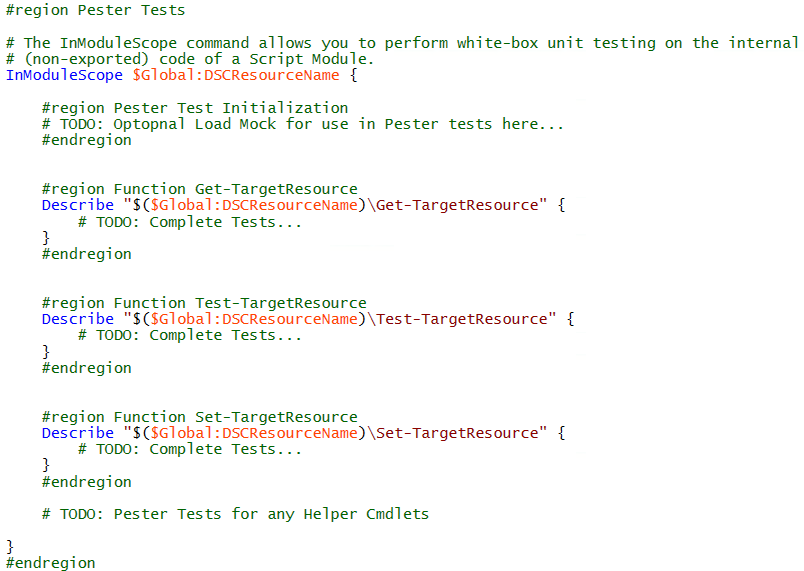 #region Pester Tests
# The InModuleScope command allows you to perform white-box unit testing on the internal
# (non-exported) code of a Script Module.
InModuleScope $Global:DSCResourceName {
#region Pester Test Initialization
# TODO: Optopnal Load Mock for use in Pester tests here...
#endregion
#region Function Get-TargetResource
Describe "$($Global:DSCResourceName)\Get-TargetResource" {
# TODO: Complete Tests...
}
#endregion
#region Function Test-TargetResource
Describe "$($Global:DSCResourceName)\Test-TargetResource" {
# TODO: Complete Tests...
}
#endregion
#region Function Set-TargetResource
Describe "$($Global:DSCResourceName)\Set-TargetResource" {
# TODO: Complete Tests...
}
#endregion
# TODO: Pester Tests for any Helper Cmdlets
}
#endregion